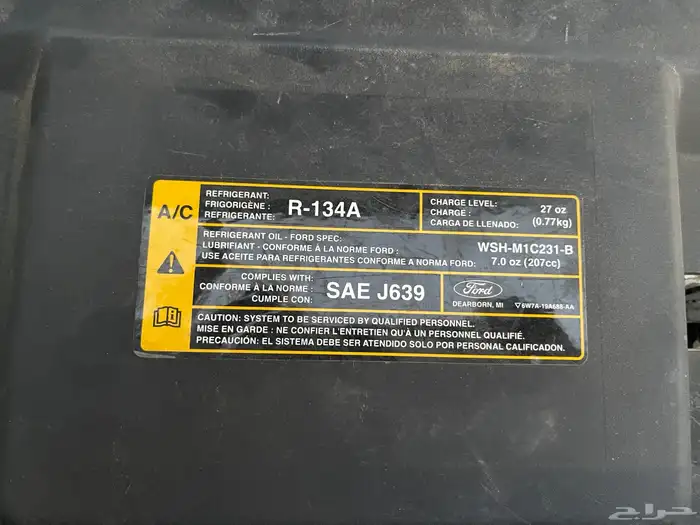 A/C
REFRIGERANT:
FRIGORIGÈNE :
REFRIGERANTE:
R-134A
CHARGE LEVEL:
CHARGE :
CARGA DE LLENADO:
27 oz
(0.77kg)
REFRIGERANT OIL - FORD SPEC:
LUBRIFIANT - CONFORME À LA NORME FORD :
USE ACEITE PARA REFRIGERANTES CONFORME A NORMA FORD:
WSH-M1C231-B
7.0 oz (207cc)
COMPLIES WITH:
CONFORME À LA NORME :
CUMPLE CON:
SAE J639
Ford
DEARBORN, MI
6W7A-19A688-AA
CAUTION: SYSTEM TO BE SERVICED BY QUALIFIED PERSONNEL.
MISE EN GARDE : NE CONFIER L'ENTRETIEN QU'À UN PERSONNEL QUALIFIÉ.
PRECAUCIÓN: EL SISTEMA DEBE SER ATENDIDO SOLO POR PERSONAL CALIFICADON.
حراج